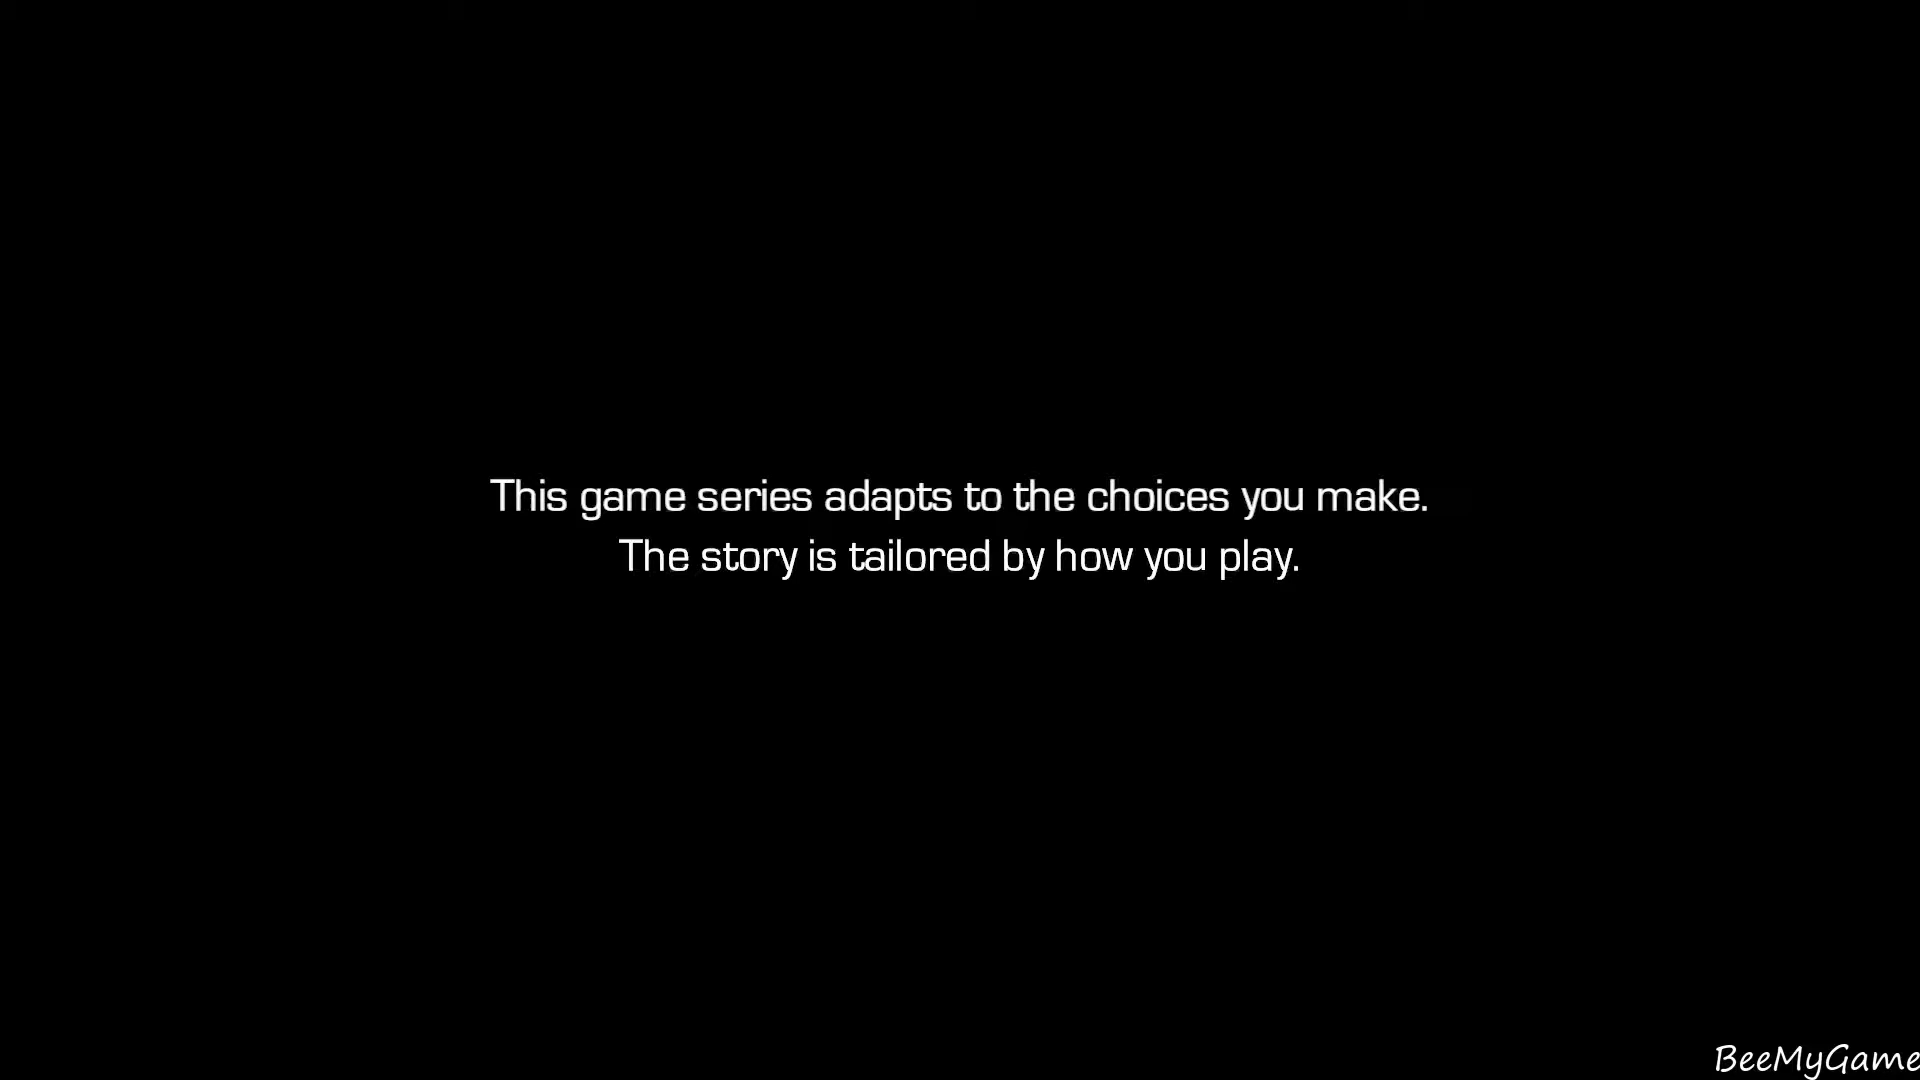 This game series adapts to the choices you make.
The story is tailored by how you play.
BeeMyGame